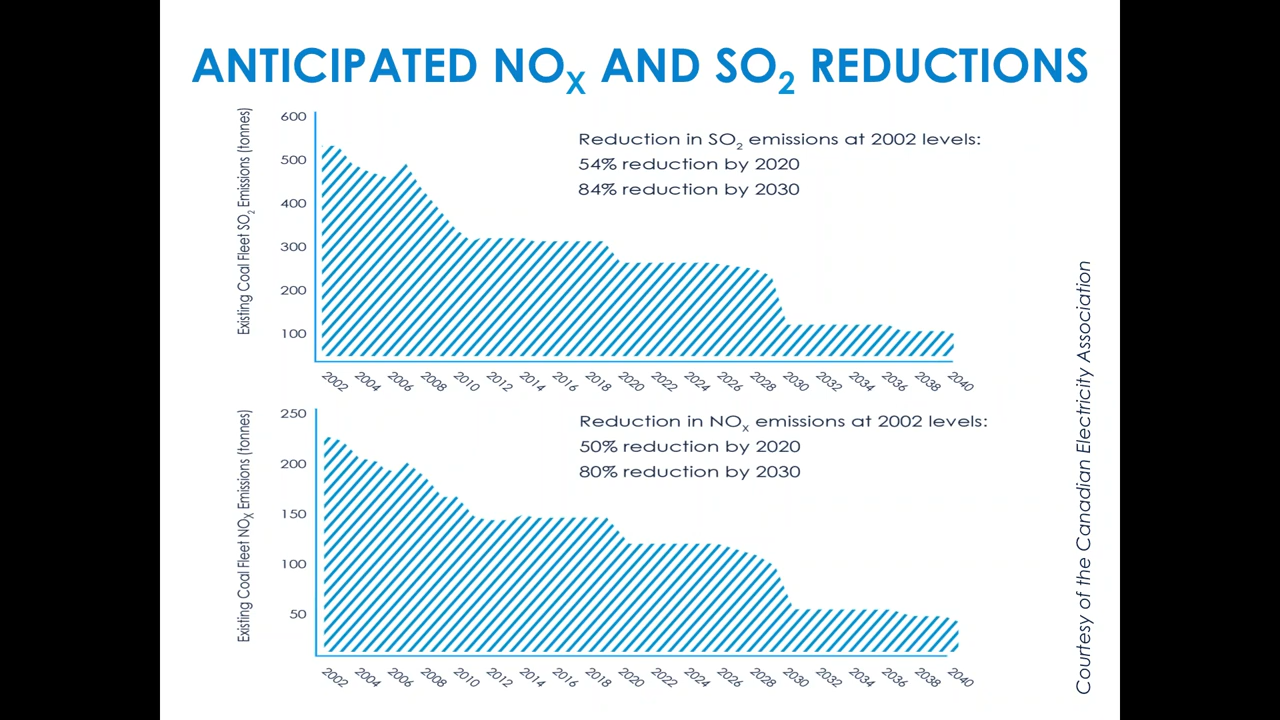 ANTICIPATED NOX AND SO2 REDUCTIONS
Existing Coal Fleet SO2 Emissions (tonnes)
600
500
400
300
200
100
Reduction in SO2 emissions at 2002 levels:
54% reduction by 2020
84% reduction by 2030
2002 2004 2006 2008 2010 2012 2014 2016 2018 2020 2022 2024 2026 2028 2030 2032 2034 2036 2038 2040
Existing Coal Fleet NOX Emissions (tonnes)
250
200
150
100
50
Reduction in NOX emissions at 2002 levels:
50% reduction by 2020
80% reduction by 2030
2002 2004 2006 2008 2010 2012 2014 2016 2018 2020 2022 2024 2026 2028 2030 2032 2034 2036 2038 2040
Courtesy of the Canadian Electricity Association